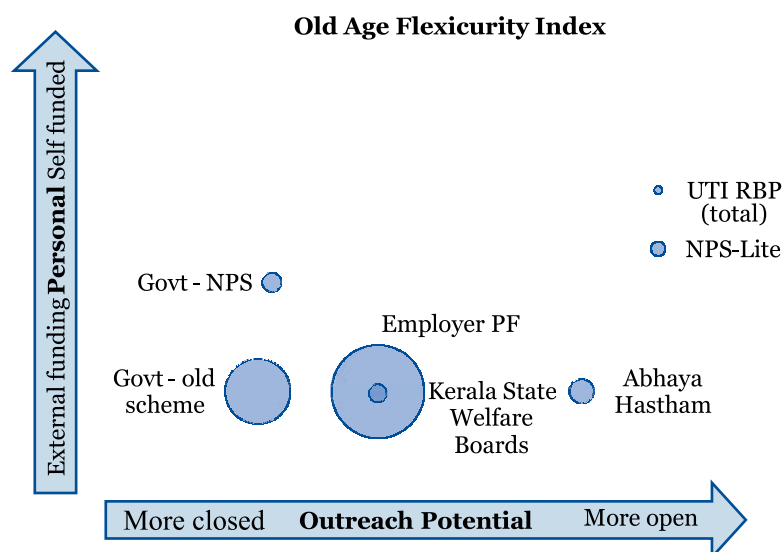 Old Age Flexicurity Index
External funding Personal Self funded
UTI RBP
(total)
NPS-Lite
Govt - NPS
Employer PF
Govt - old
scheme
Kerala State
Welfare
Boards
Abhaya
Hastham
More closed Outreach Potential More open